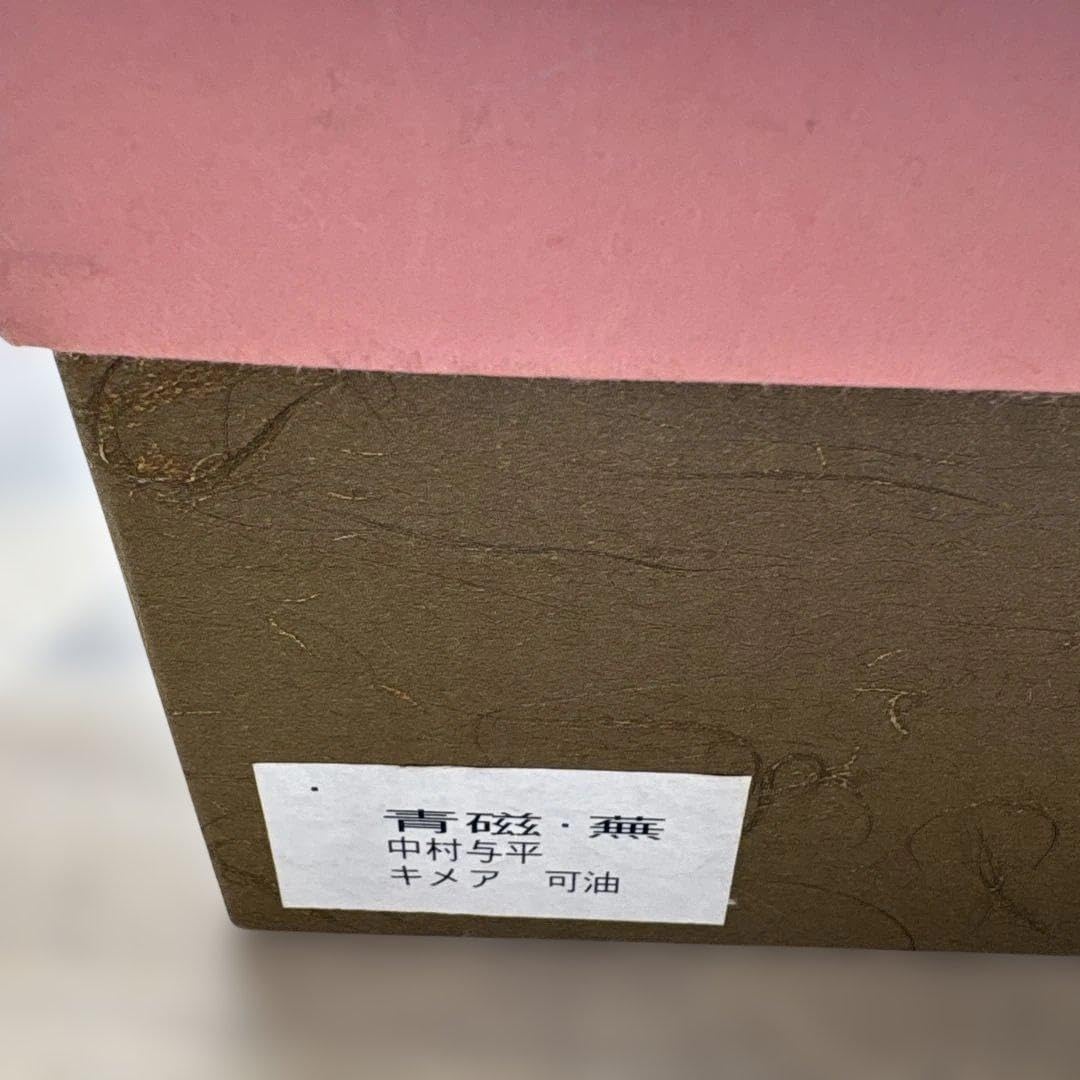 青磁・蕪
中村与平
キメア 可油